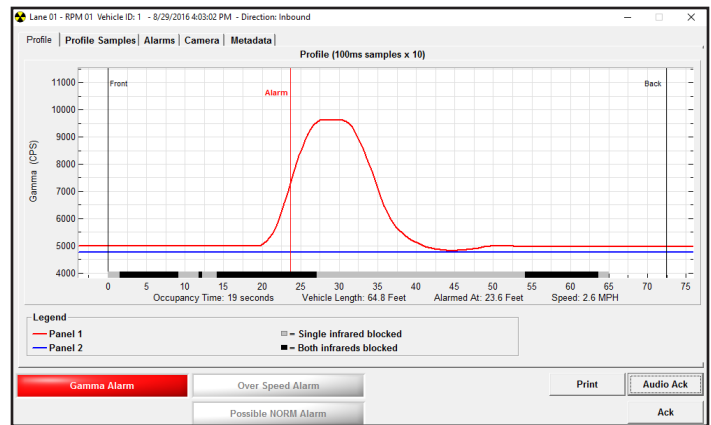 Lane 01 - RPM 01 Vehicle ID: 1 - 8/29/2016 4:03:02 PM - Direction: Inbound
Profile Profile Samples Alarms Camera Metadata
Profile (100ms samples x 10)
Gamma (CPS)
11000
10000
9000
8000
7000
6000
5000
4000
Front
Alarm
Back
0 5 10 15 20 25 30 35 40 45 50 55 60 65 70 75
Occupancy Time: 19 seconds Vehicle Length: 64.8 Feet Alarmed At: 23.6 Feet Speed: 2.6 MPH
Legend
Panel 1 = Single infrared blocked
Panel 2 = Both infrareds blocked
Gamma Alarm Over Speed Alarm Print Audio Ack
Possible NORM Alarm Ack